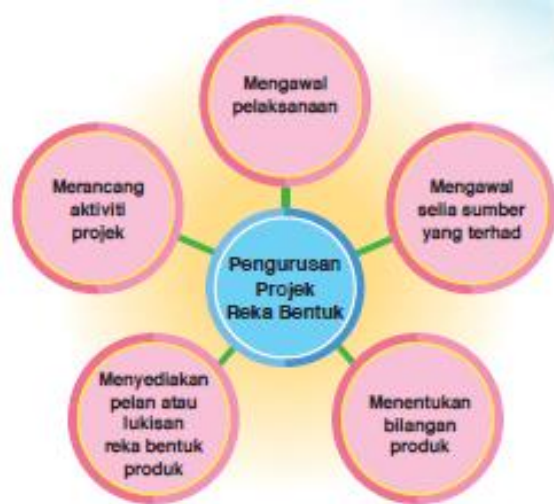 Mengawal
pelaksanaan
Merancang
aktiviti
projek
Mengawal
selia sumber
yang terhad
Pengurusan
Projek
Reka Bentuk
Menyediakan
pelan atau
lukisan
reka bentuk
produk
Menentukan
bilangan
produk